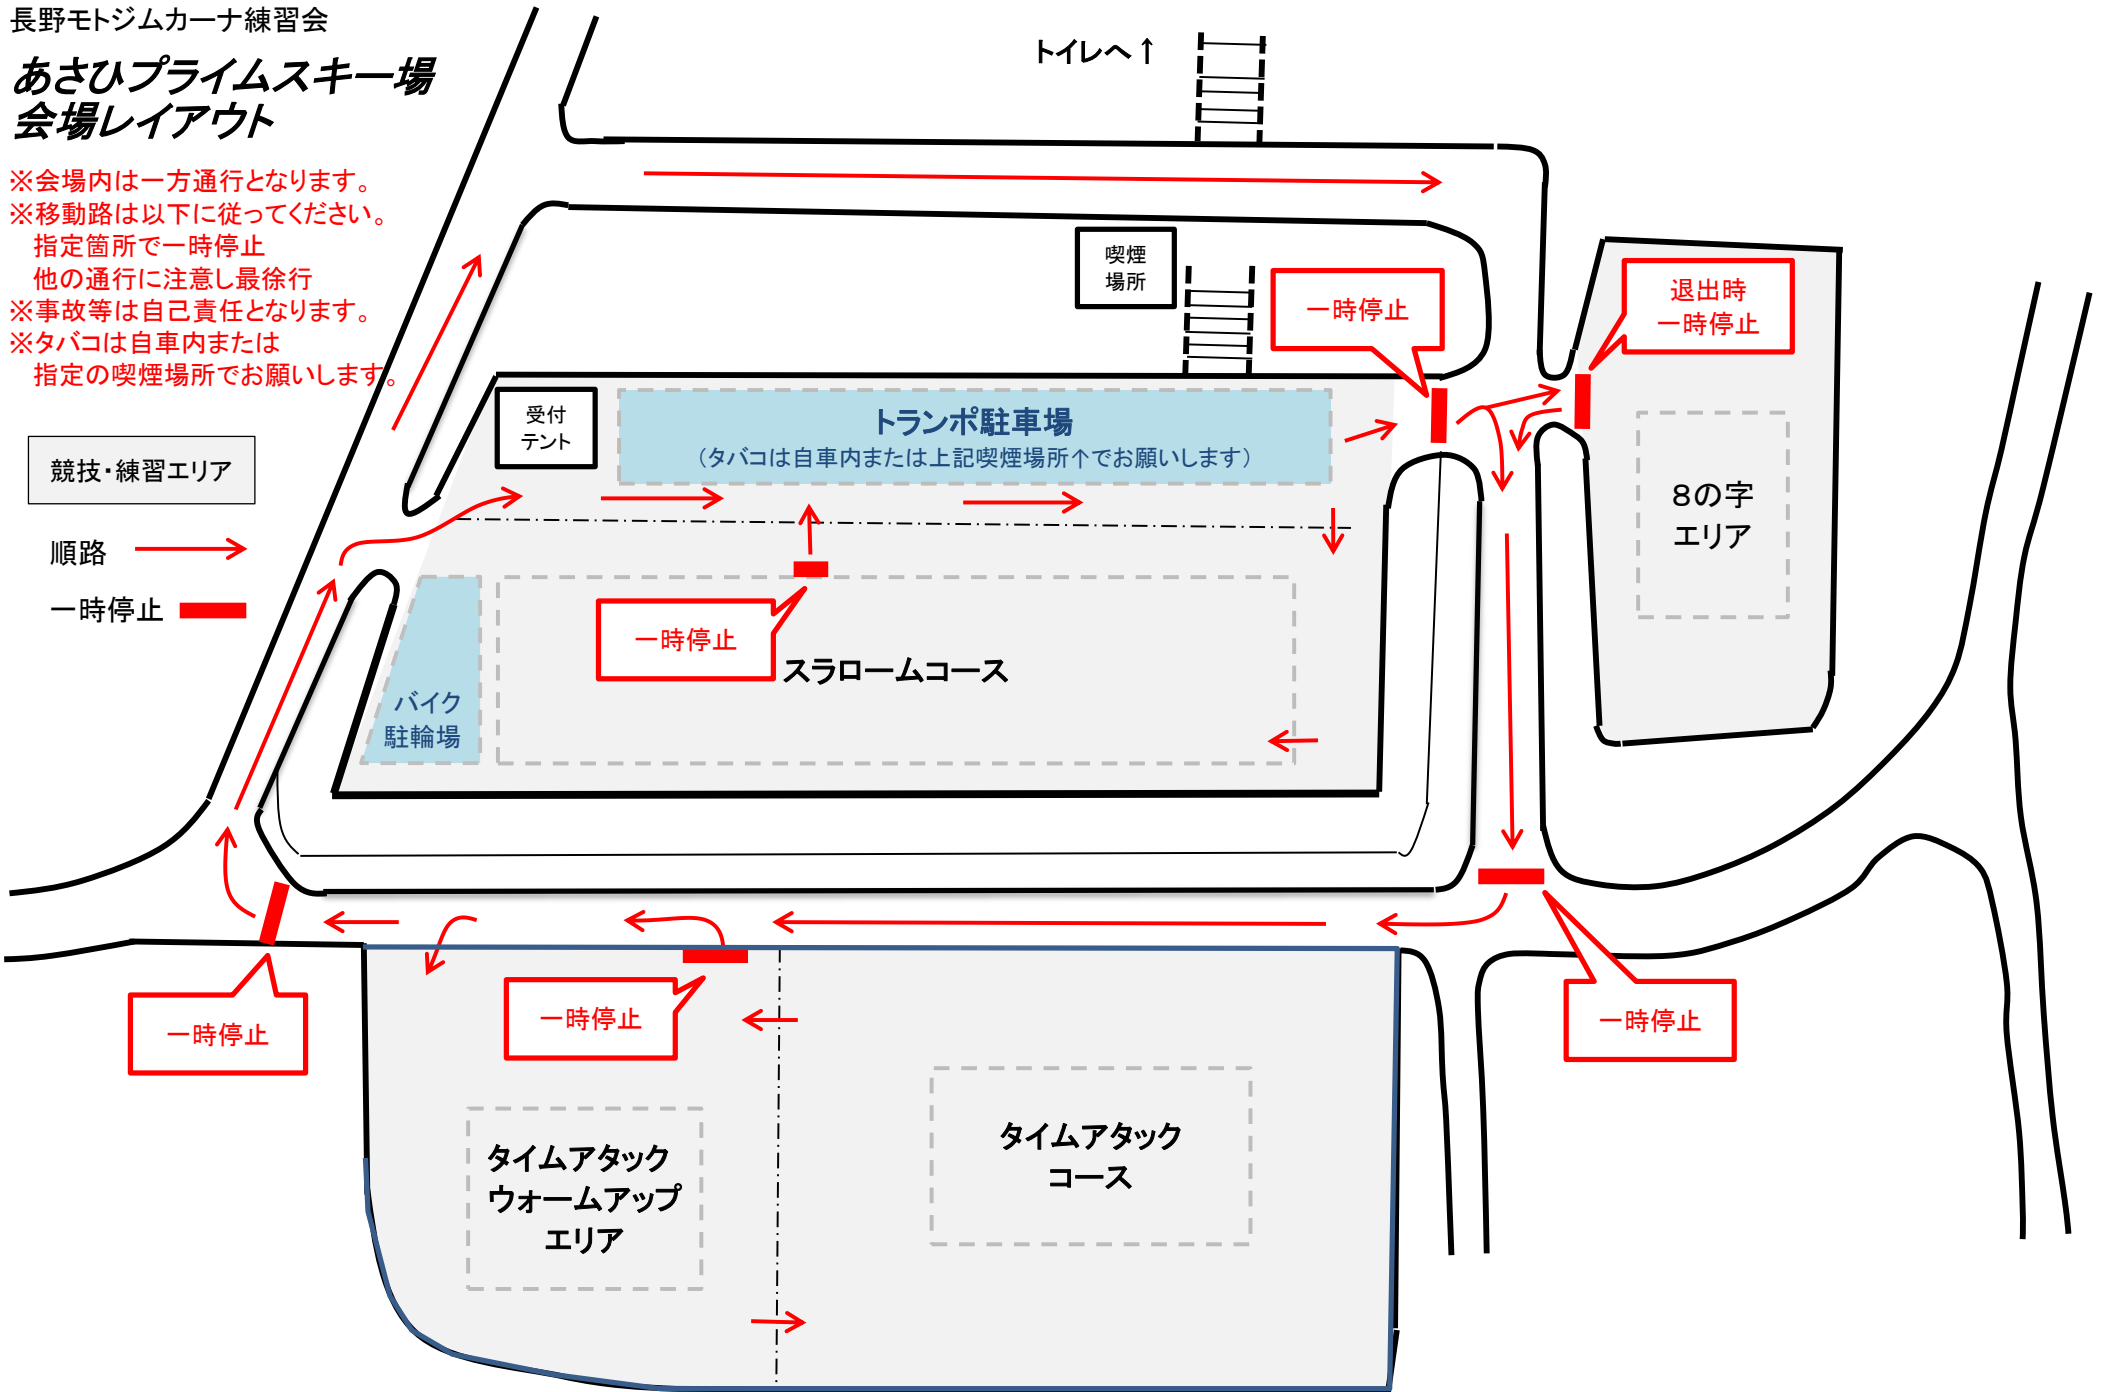 長野モトジムカーナ練習会
あさひプライムスキー場
会場レイアウト
※会場内は一方通行となります。
※移動路は以下に従ってください。
指定箇所で一時停止
他の通行に注意し最徐行
※事故等は自己責任となります。
※タバコは自車内または
指定の喫煙場所でお願いします。
競技・練習エリア
順路
一時停止
トイレへ↑
喫煙
場所
一時停止
退出時
一時停止
受付
テント
トランポ駐車場
（タバコは自車内または上記喫煙場所↑でお願いします）
８の字
エリア
一時停止
スラロームコース
バイク
駐輪場
一時停止
一時停止
一時停止
タイムアタック
ウォームアップ
エリア
タイムアタック
コース